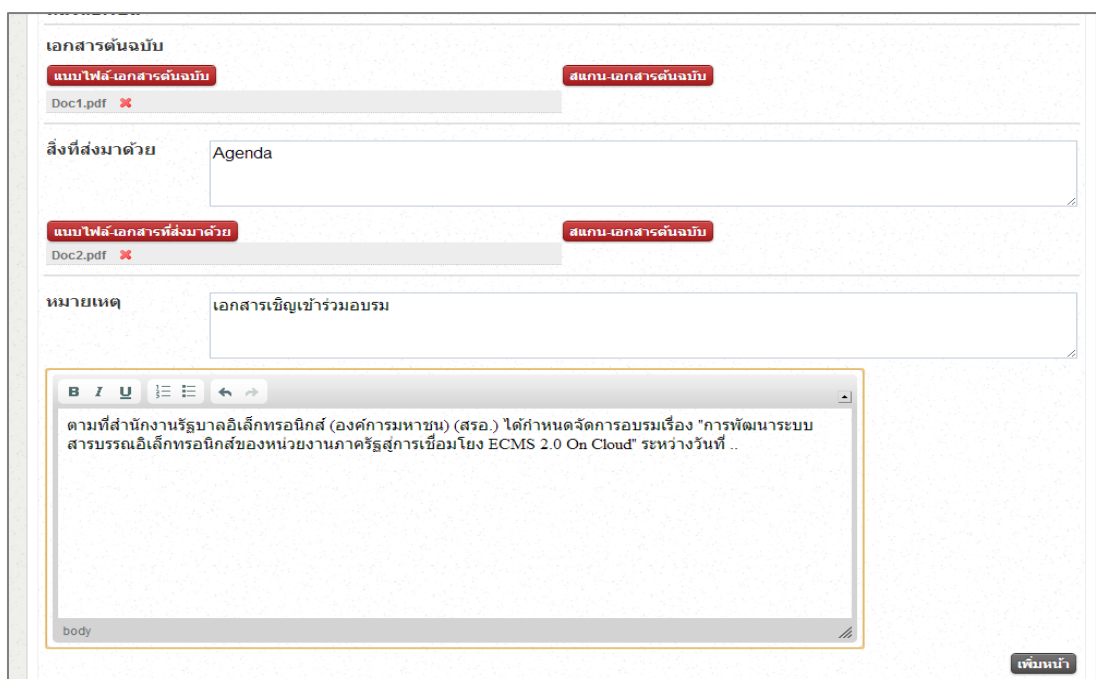 เอกสารต้นฉบับ
แนบไฟล์-เอกสารต้นฉบับ สแกน-เอกสารต้นฉบับ
Doc1.pdf
สิ่งที่ส่งมาด้วย Agenda
แนบไฟล์-เอกสารที่ส่งมาด้วย สแกน-เอกสารต้นฉบับ
Doc2.pdf
หมายเหตุ เอกสารเชิญเข้าร่วมอบรม
B I U
ตามที่สำนักงานรัฐบาลอิเล็กทรอนิกส์ (องค์การมหาชน) (สรอ.) ได้กำหนดจัดการอบรมเรื่อง "การพัฒนาระบบ
สารบรรณอิเล็กทรอนิกส์ของหน่วยงานภาครัฐสู่การเชื่อมโยง ECMS 2.0 On Cloud" ระหว่างวันที่ ..
body
เพิ่มหน้า